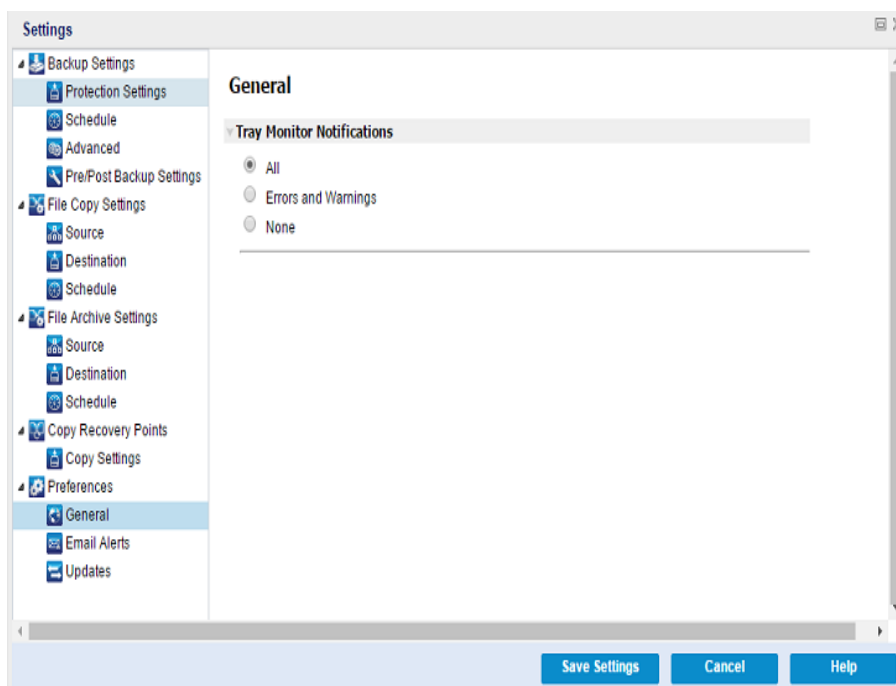 Settings
Backup Settings
Protection Settings
Schedule
Advanced
Pre/Post Backup Settings
File Copy Settings
Source
Destination
Schedule
File Archive Settings
Source
Destination
Schedule
Copy Recovery Points
Copy Settings
Preferences
General
Email Alerts
Updates
General
Tray Monitor Notifications
All
Errors and Warnings
None
Save Settings
Cancel
Help